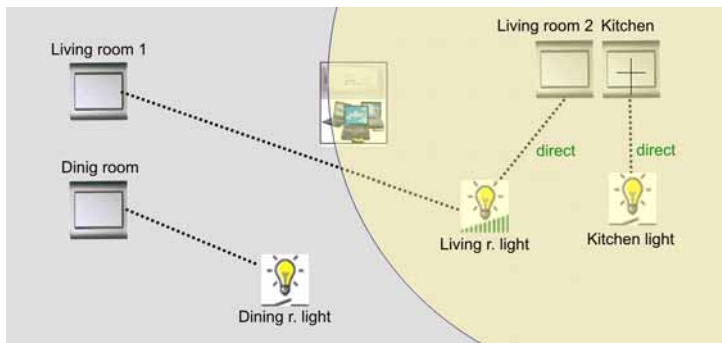 Living room 1
Living room 2
Kitchen
Dinig room
direct
direct
Living r. light
Kitchen light
Dining r. light